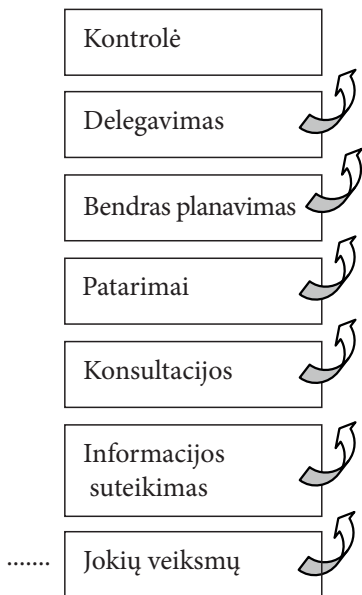 Kontrolė
Delegavimas
Bendras planavimas
Patarimai
Konsultacijos
Informacijos
suteikimas
....... Jokių veiksmų